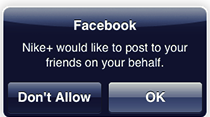 Facebook
Nike+ would like to post to your
friends on your behalf.
Don't Allow
OK